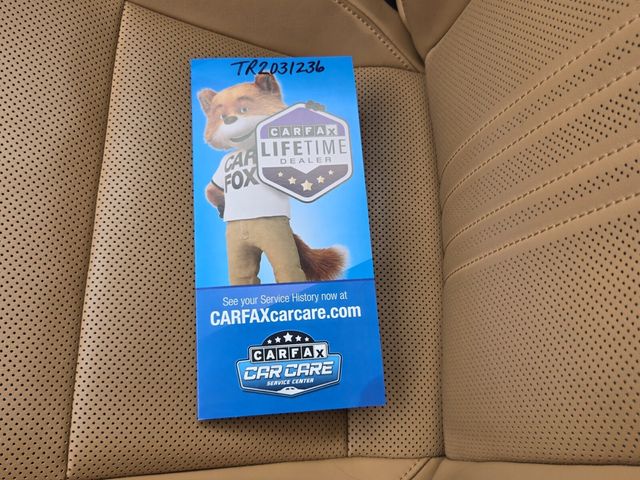 TR2031236
CARFAX
LIFETIME
DEALER
CAR
FOX
See your Service History now at
CARFAXcarcare.com
CARFAX
CAR CARE
SERVICE CENTER